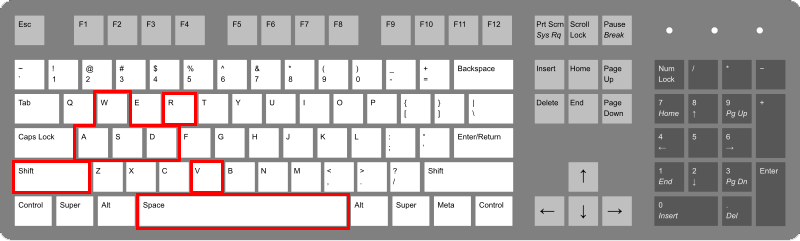 Esc F1 F2 F3 F4 F5 F6 F7 F8 F9 F10 F11 F12 Prt Scrn Scroll Pause
Sys Rq Lock Break
~ ! @ # $ % ^ & * ( ) _ + Backspace Insert Home Page Num / * −
` 1 2 3 4 5 6 7 8 9 0 - = Up Lock
Tab Q W E R T Y U I O P { } | Delete End Page 7 8 9 +
[ ] \ Down Home ↑ Pg Up
Caps Lock A S D F G H J K L : " Enter/Return 4 5 6
; ' ← →
Shift Z X C V B N M < > ? Shift ↑ 1 2 3 Enter
, . / End ↓ Pg Dn
Control Super Alt Space Alt Super Meta Control ← ↓ → 0 .
Insert Del